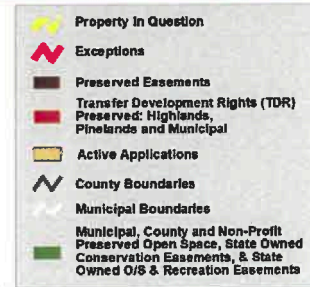 Property In Question
Exceptions
Preserved Easements
Transfer Development Rights (TDR)
Preserved: Highlands,
Pinelands and Municipal
Active Applications
County Boundaries
Municipal Boundaries
Municipal, County and Non-Profit
Preserved Open Space, State Owned
Conservation Easements, & State
Owned O/S & Recreation Easements